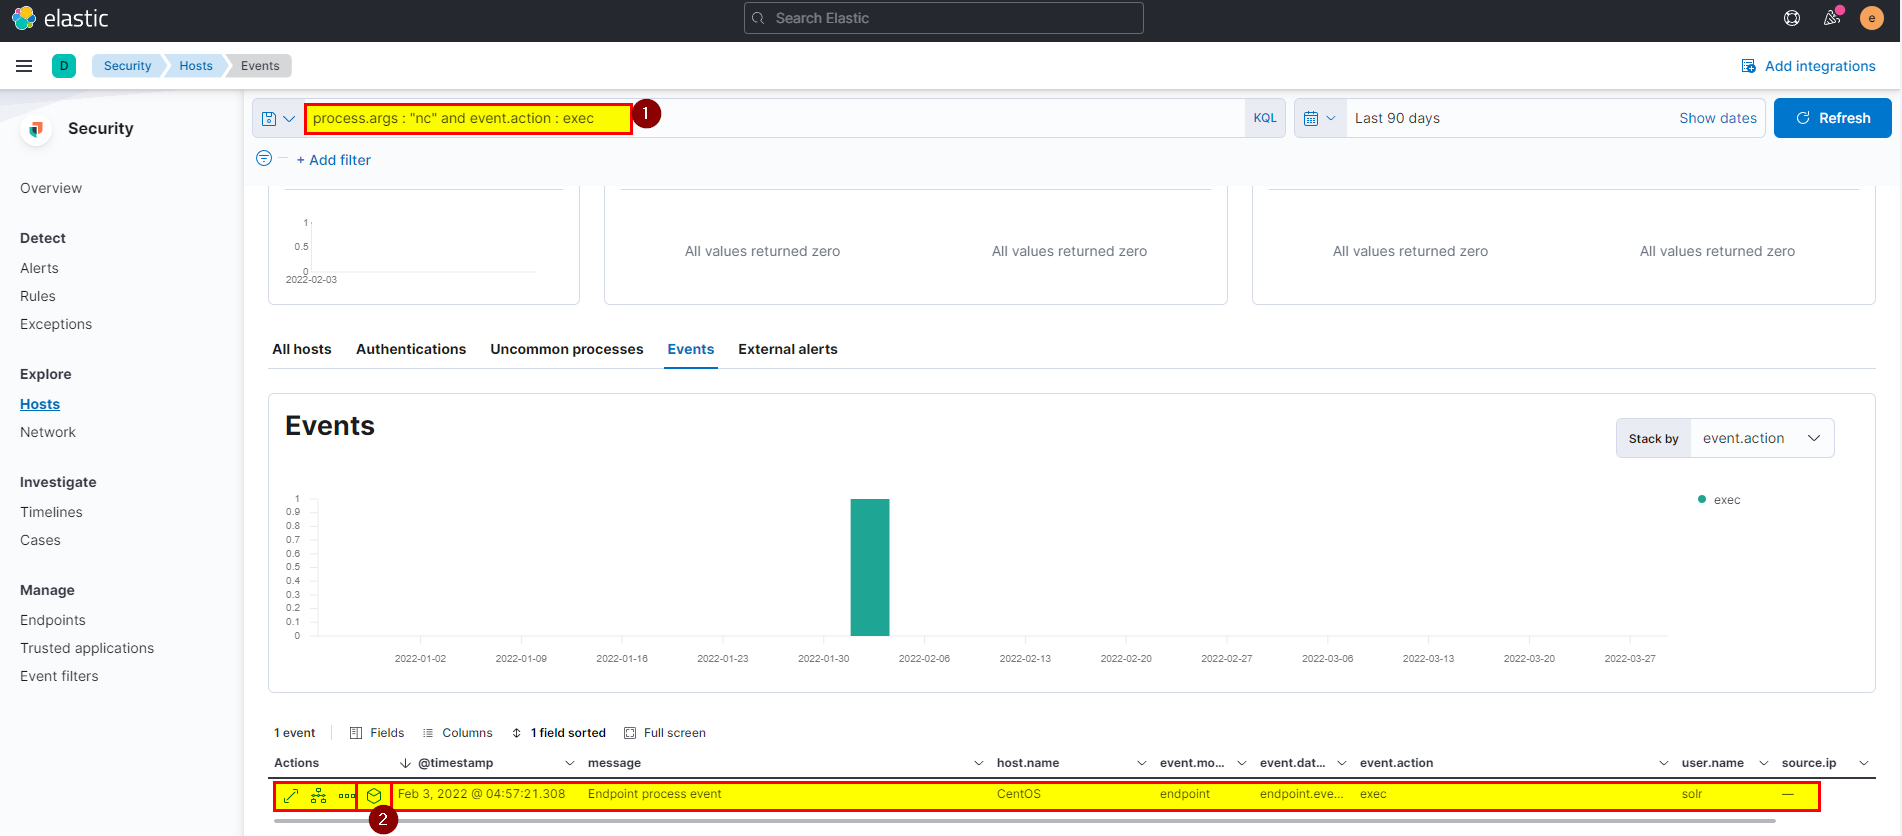 elastic
Search Elastic
e
D
Security
Hosts
Events
Add integrations
Security
process.args : "nc" and event.action : exec
1
KQL
Last 90 days
Show dates
Refresh
+ Add filter
Overview
Detect
Alerts
Rules
Exceptions
Explore
Hosts
Network
Investigate
Timelines
Cases
Manage
Endpoints
Trusted applications
Event filters
1
0.5
0
2022-02-03
All values returned zero
All values returned zero
All values returned zero
All values returned zero
All hosts
Authentications
Uncommon processes
Events
External alerts
Events
Stack by
event.action
1
0.9
0.8
0.7
0.6
0.5
0.4
0.3
0.2
0.1
0
exec
2022-01-02
2022-01-09
2022-01-16
2022-01-23
2022-01-30
2022-02-06
2022-02-13
2022-02-20
2022-02-27
2022-03-06
2022-03-13
2022-03-20
2022-03-27
1 event
Fields
Columns
1 field sorted
Full screen
Actions
@timestamp
message
host.name
event.mo...
event.dat...
event.action
user.name
source.ip
Feb 3, 2022 @ 04:57:21.308
Endpoint process event
CentOS
endpoint
endpoint.eve...
exec
solr
—
2